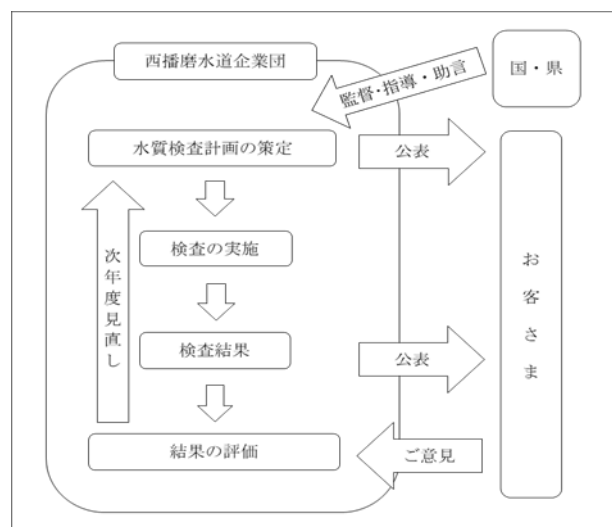 西播磨水道企業団
国・県
監督・指導・助言
水質検査計画の策定
公表
検査の実施
次年度見直し
お客さま
検査結果
公表
結果の評価
ご意見